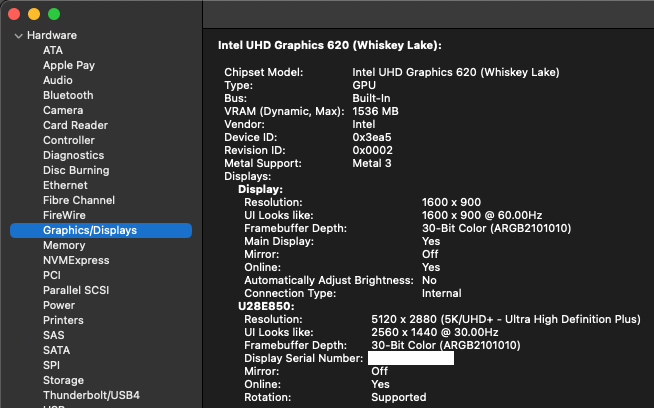 Hardware
ATA
Apple Pay
Audio
Bluetooth
Camera
Card Reader
Controller
Diagnostics
Disc Burning
Ethernet
Fibre Channel
FireWire
Graphics/Displays
Memory
NVMExpress
PCI
Parallel SCSI
Power
Printers
SAS
SATA
SPI
Storage
Thunderbolt/USB4
Intel UHD Graphics 620 (Whiskey Lake):
Chipset Model: Intel UHD Graphics 620 (Whiskey Lake)
Type: GPU
Bus: Built-In
VRAM (Dynamic, Max): 1536 MB
Vendor: Intel
Device ID: 0x3ea5
Revision ID: 0x0002
Metal Support: Metal 3
Displays:
Display:
Resolution: 1600 x 900
UI Looks like: 1600 x 900 @ 60.00Hz
Framebuffer Depth: 30-Bit Color (ARGB2101010)
Main Display: Yes
Mirror: Off
Online: Yes
Automatically Adjust Brightness: No
Connection Type: Internal
U28E850:
Resolution: 5120 x 2880 (5K/UHD+ - Ultra High Definition Plus)
UI Looks like: 2560 x 1440 @ 30.00Hz
Framebuffer Depth: 30-Bit Color (ARGB2101010)
Display Serial Number:
Mirror: Off
Online: Yes
Rotation: Supported